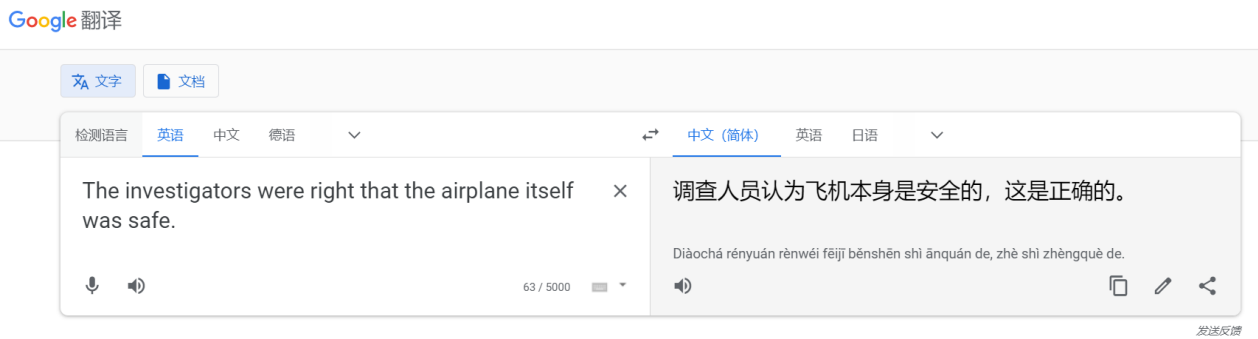 Google 翻译
文字 文档
检测语言 英语 中文 德语 中文（简体） 英语 日语
The investigators were right that the airplane itself
was safe.
调查人员认为飞机本身是安全的，这是正确的。
Diàochá rényuán rènwéi fēijī běnshēn shì ānquán de, zhè shì zhèngquè de.
63 / 5000
发送反馈